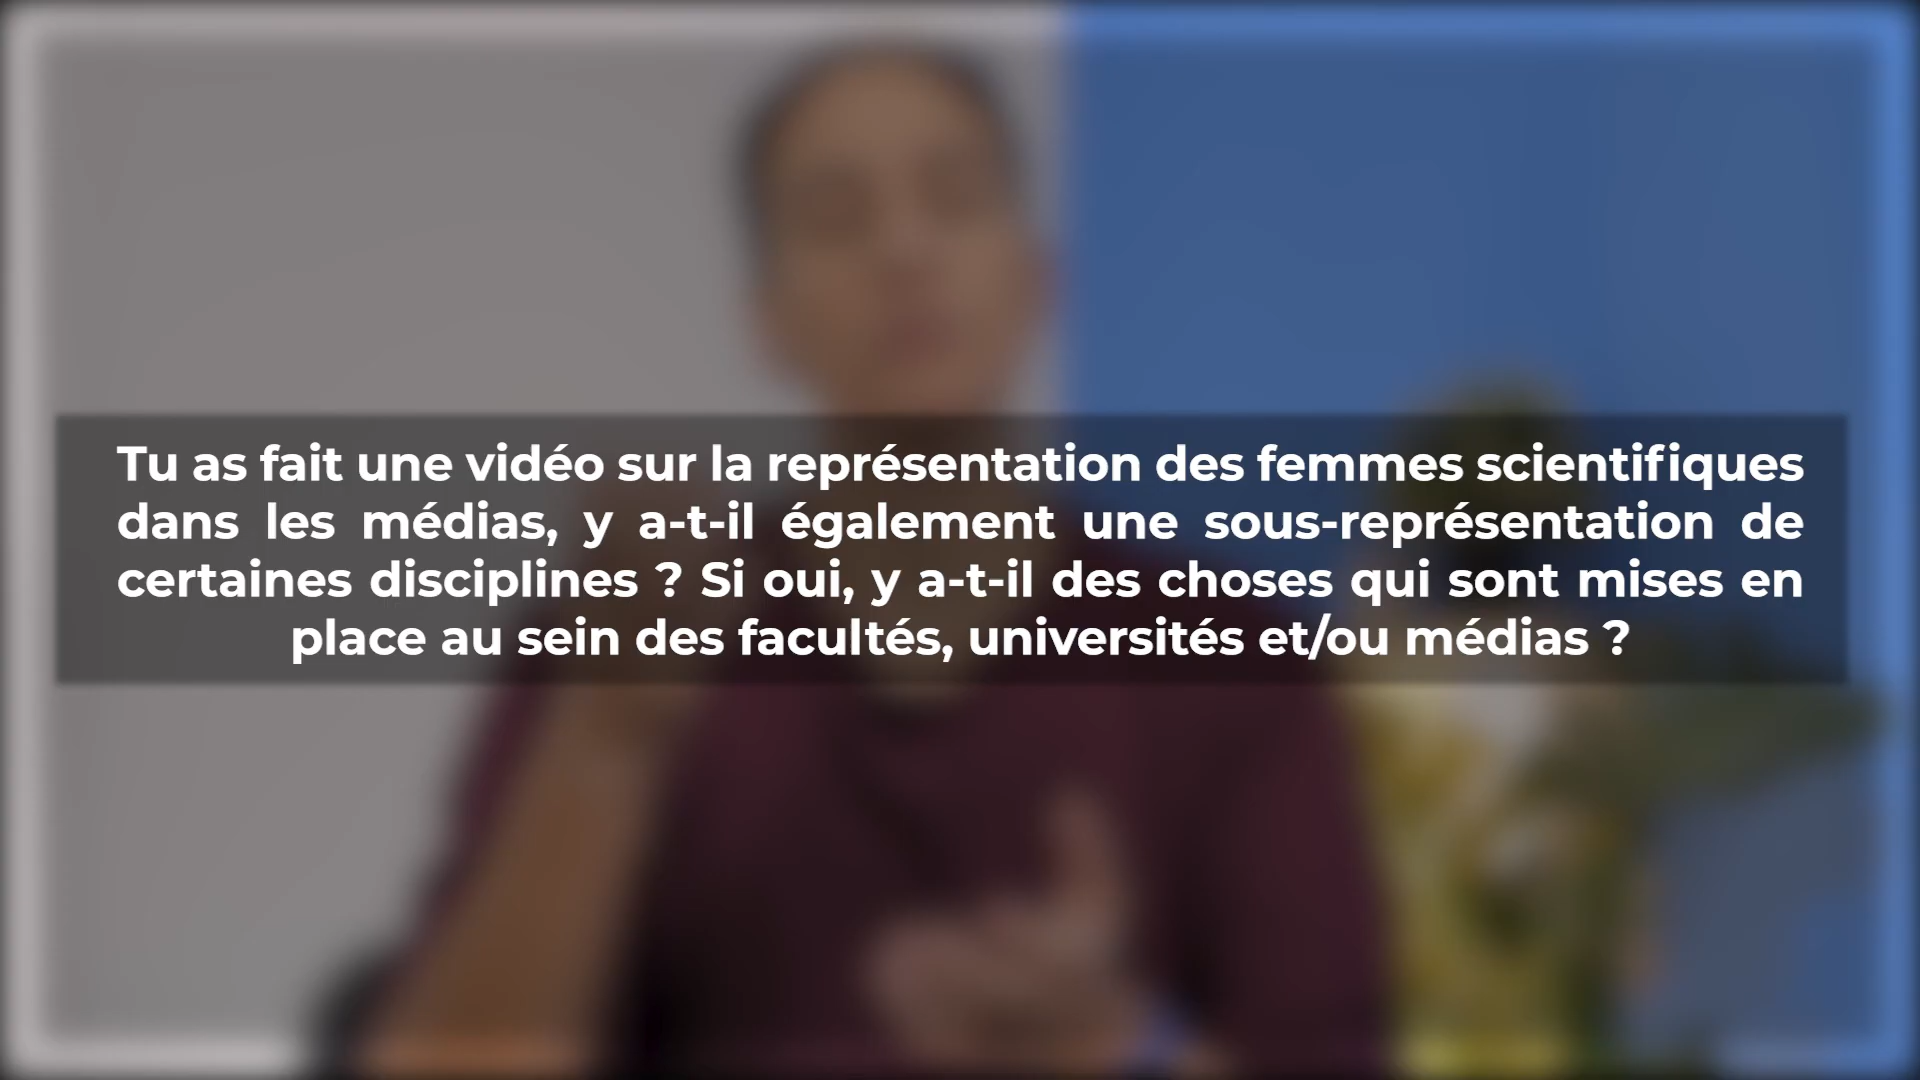 Tu as fait une vidéo sur la représentation des femmes scientifiques
dans les médias, y a-t-il également une sous-représentation de
certaines disciplines ? Si oui, y a-t-il des choses qui sont mises en
place au sein des facultés, universités et/ou médias ?